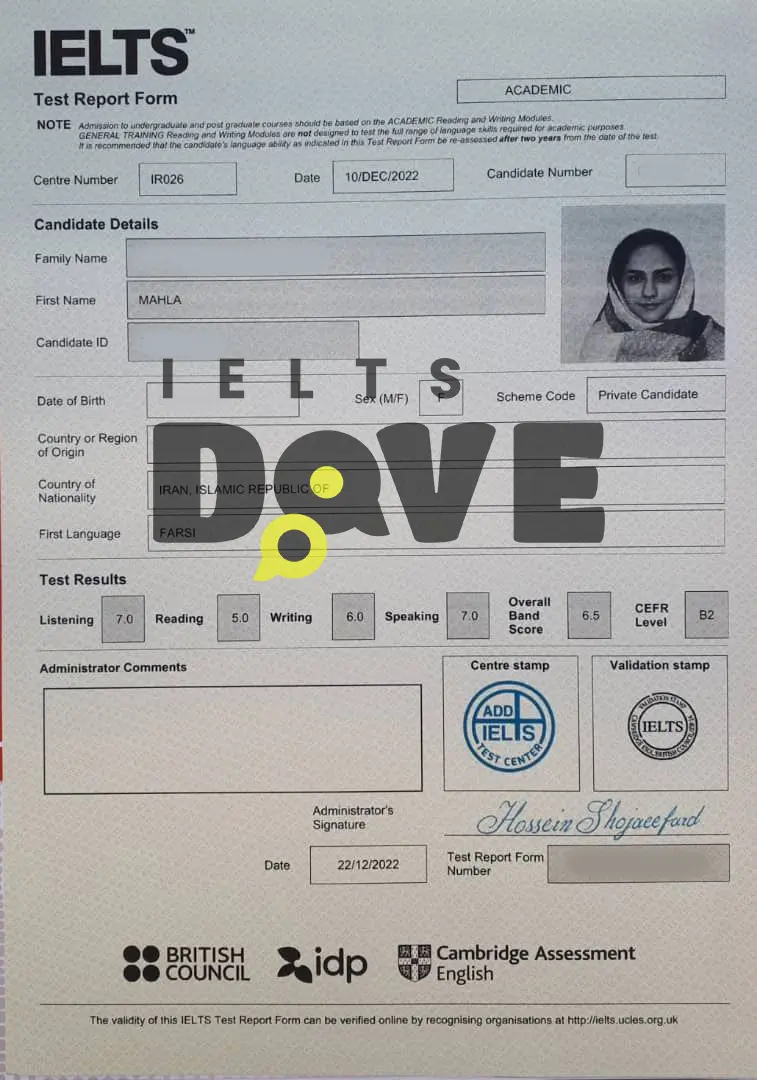 IELTS™
Test Report Form
ACADEMIC
NOTE Admission to undergraduate and post graduate courses should be based on the ACADEMIC Reading and Writing Modules.
GENERAL TRAINING Reading and Writing Modules are not designed to test the full range of language skills required for academic purposes.
It is recommended that the candidate's language ability as indicated in this Test Report Form be re-assessed after two years from the date of the test.
Centre Number IR026 Date 10/DEC/2022 Candidate Number
Candidate Details
Family Name
First Name MAHLA
Candidate ID
IELTS
Date of Birth Sex (M/F) F Scheme Code Private Candidate
Country or Region
of Origin
DAVE
Country of
Nationality IRAN, ISLAMIC REPUBLIC OF
First Language FARSI
Test Results
Listening 7.0 Reading 5.0 Writing 6.0 Speaking 7.0 Overall Band Score 6.5 CEFR Level B2
Administrator Comments
Centre stamp
ADD
IELTS
TEST CENTER
Validation stamp
VALIDATION STAMP
IELTS
Administrator's
Signature
Hossein Shojaeefard
Date 22/12/2022
Test Report Form
Number
BRITISH
COUNCIL
idp
Cambridge Assessment
English
The validity of this IELTS Test Report Form can be verified online by recognising organisations at http://ielts.ucles.org.uk